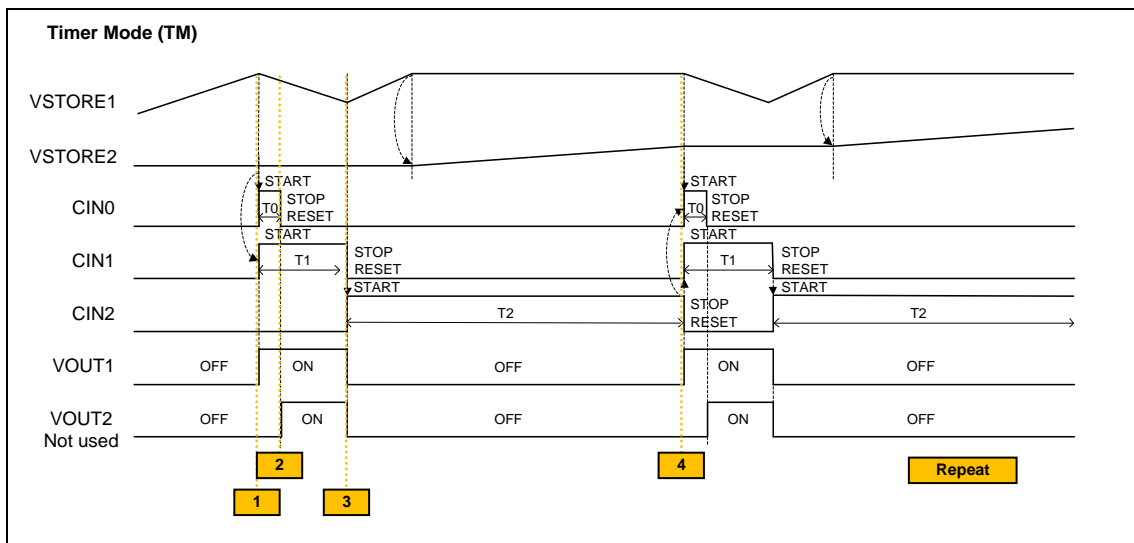 Timer Mode (TM)
VSTORE1
VSTORE2
START
START
CIN0
T0
STOP
RESET
T0
STOP
RESET
START
START
CIN1
T1
STOP
RESET
T1
STOP
RESET
START
START
CIN2
T2
STOP
RESET
T2
VOUT1
OFF
ON
OFF
ON
OFF
VOUT2
Not used
OFF
ON
OFF
ON
OFF
2
4
Repeat
1
3